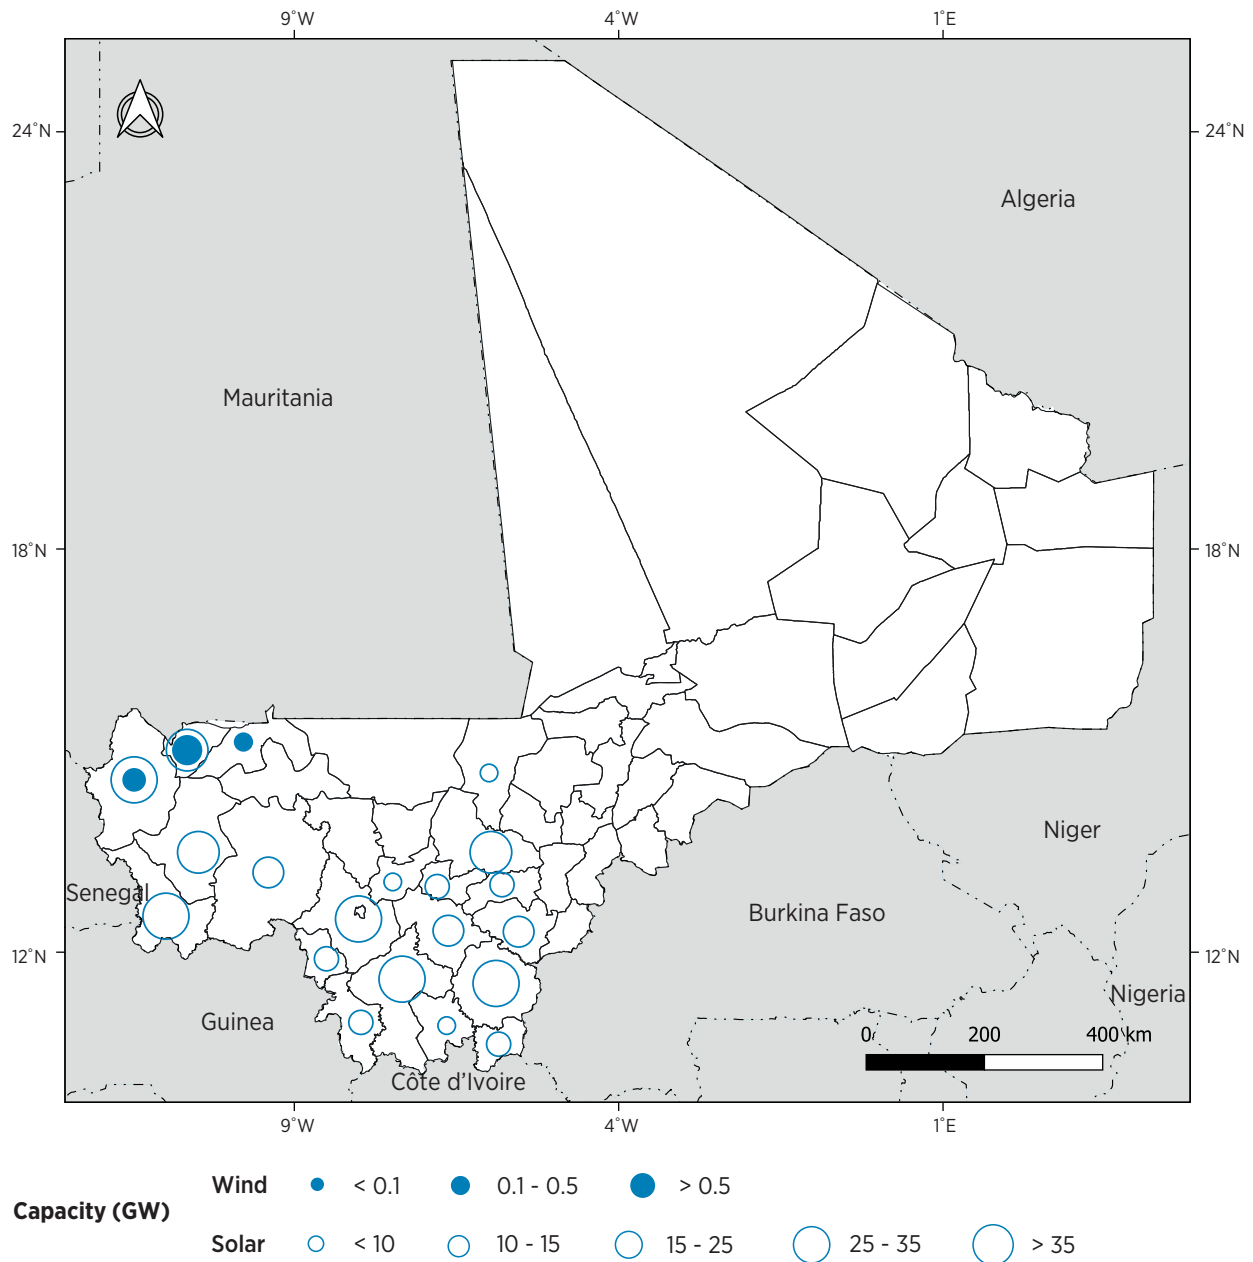 9°W 4°W 1°E
24°N 24°N
Algeria
Mauritania
18°N 18°N
Niger
Senegal
Burkina Faso
12°N 12°N
Nigeria
Guinea
0 200 400 km
Côte d'Ivoire
9°W 4°W 1°E
Wind < 0.1 0.1 - 0.5 > 0.5
Capacity (GW)
Solar < 10 10 - 15 15 - 25 25 - 35 > 35